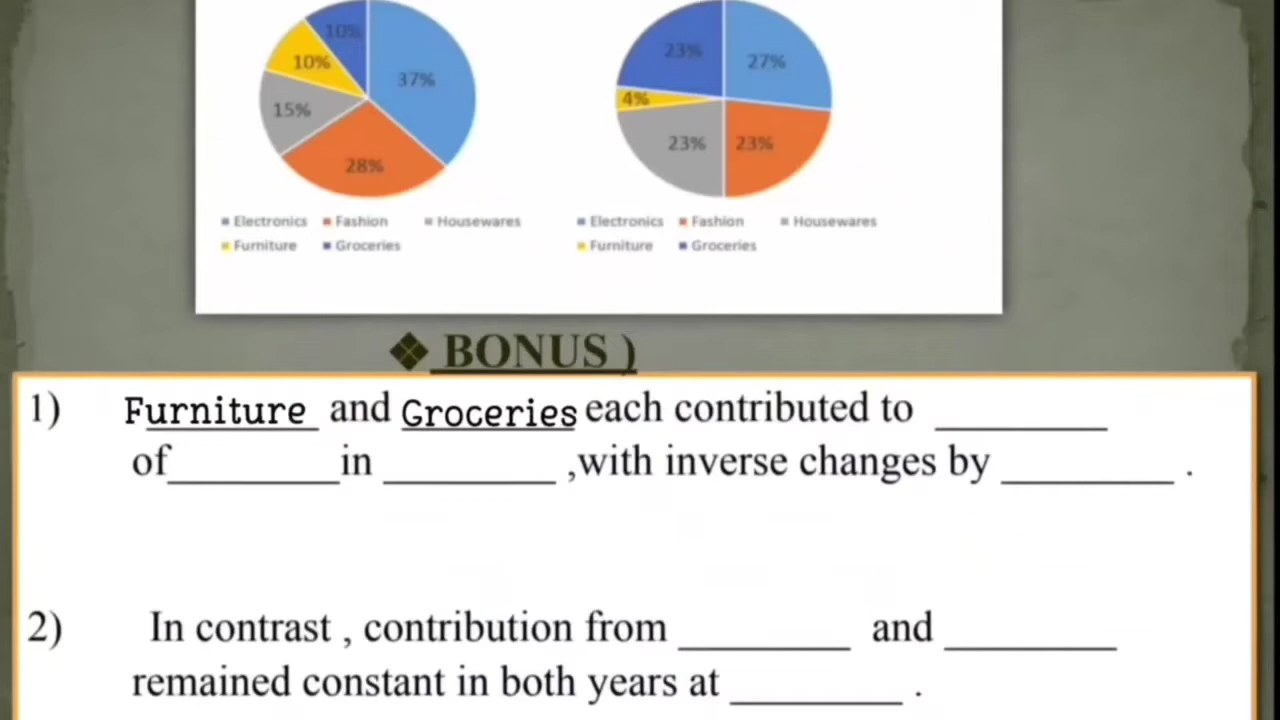 10%
10%
37%
15%
28%
23%
27%
4%
23%
23%
Electronics Fashion Housewares
Furniture Groceries
Electronics Fashion Housewares
Furniture Groceries
❖ BONUS )
1) Furniture and Groceries each contributed to ________
of________in ________ ,with inverse changes by ________ .
2) In contrast , contribution from ________ and ________
remained constant in both years at ________ .